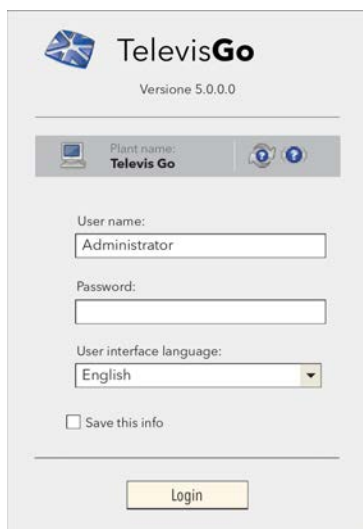 TelevisGo
Versione 5.0.0.0
Plant name:
Televis Go
User name:
Administrator
Password:
User interface language:
English
Save this info
Login